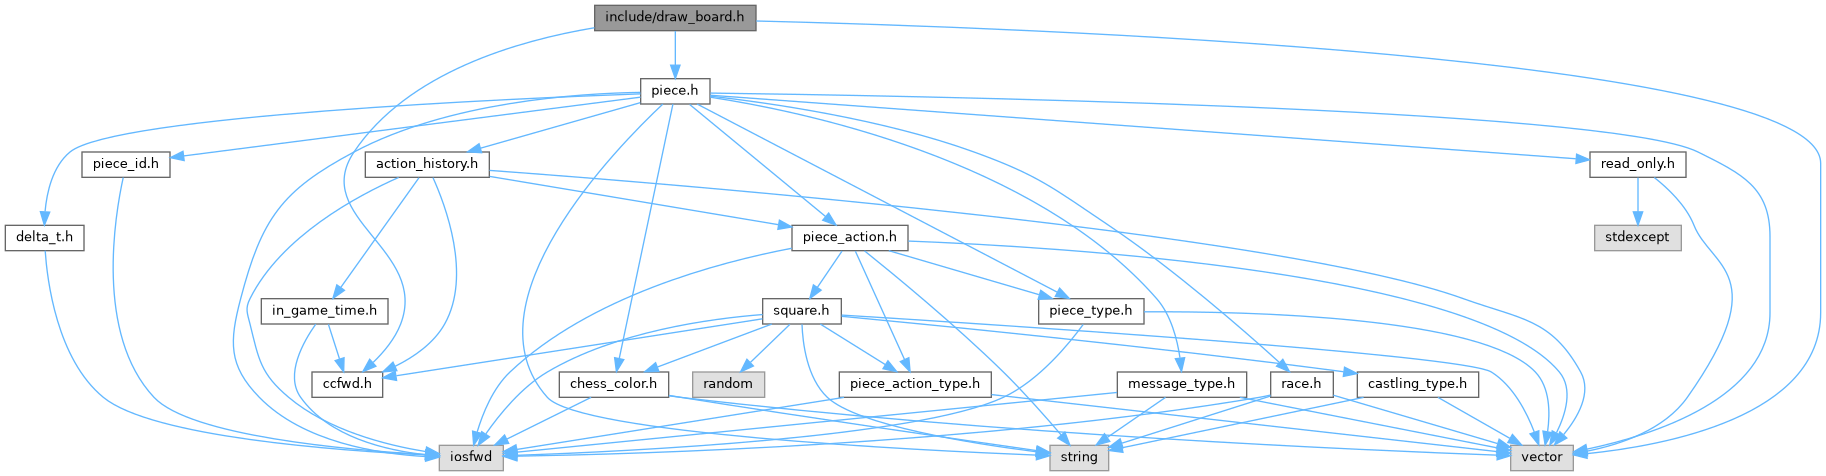 include/draw_board.h
piece.h
piece_id.h
action_history.h
read_only.h
delta_t.h
piece_action.h
stdexcept
in_game_time.h
square.h
piece_type.h
ccfwd.h
chess_color.h
random
piece_action_type.h
message_type.h
race.h
castling_type.h
iosfwd
string
vector